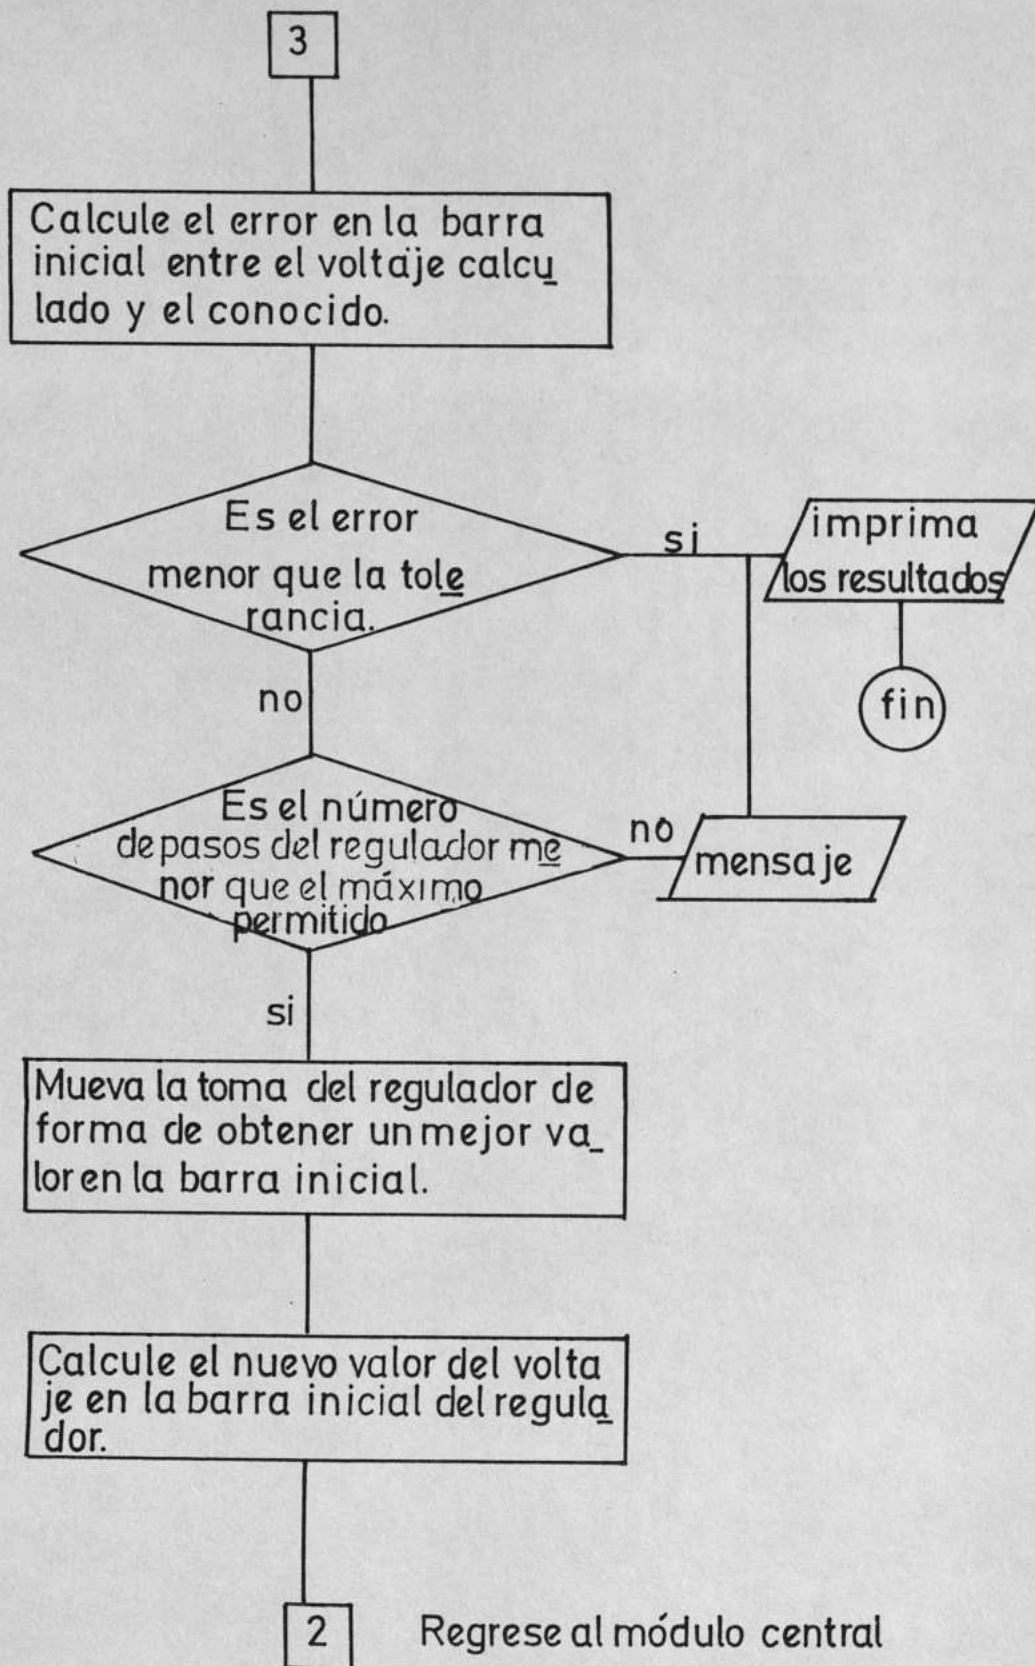 3
Calcule el error en la barra
inicial entre el voltaje calcu_
lado y el conocido.
Es el error
menor que la tole
rancia.
si
imprima
los resultados
fin
no
Es el número
de pasos del regulador me
nor que el máximo
permitido
no
mensaje
si
Mueva la toma del regulador de
forma de obtener un mejor va_
lor en la barra inicial.
Calcule el nuevo valor del volta
je en la barra inicial del regula
dor.
2
Regrese al módulo central